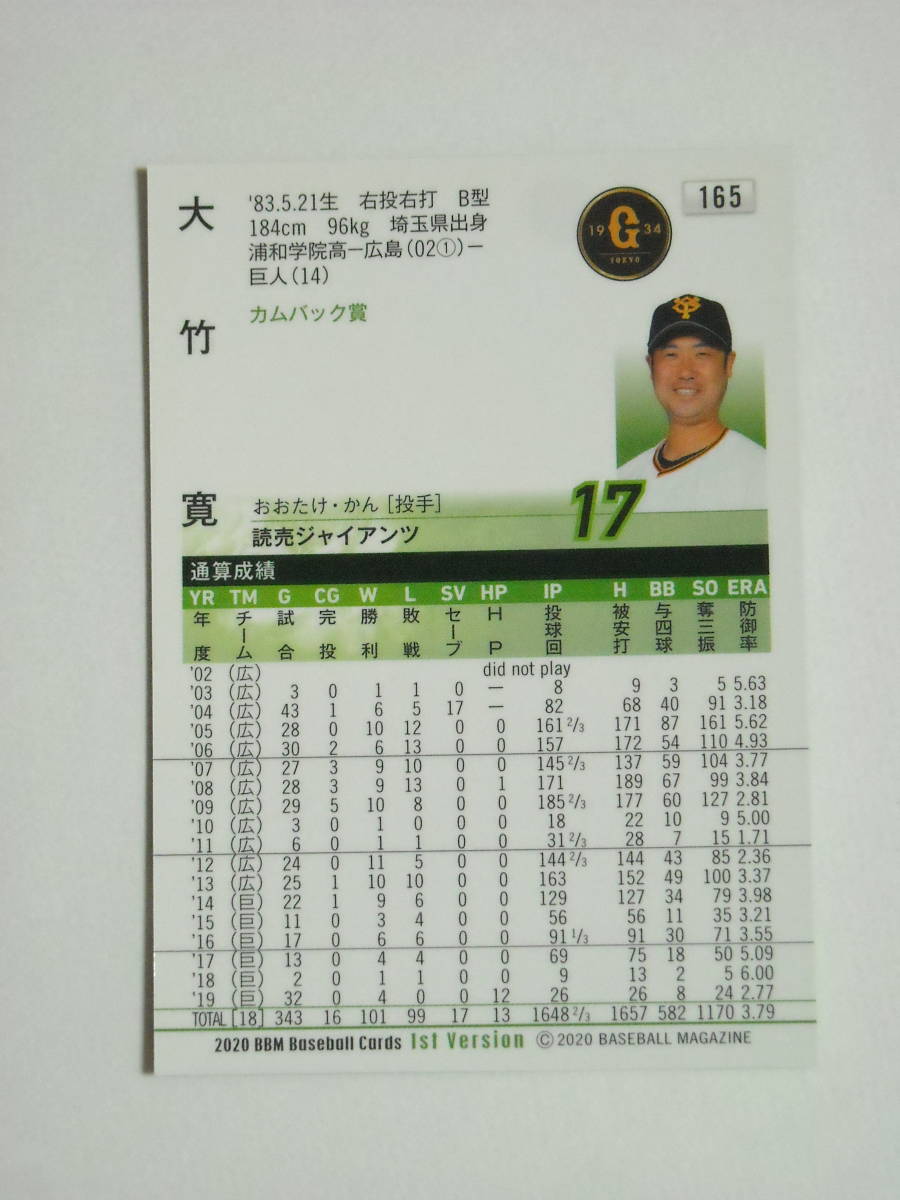 大竹寛
'83.5.21生 右投右打 B型
184cm 96kg 埼玉県出身
浦和学院高ー広島(02①)ー
巨人(14)
カムバック賞
19 G 34
TOKYO
165
おおたけ・かん [投手]
読売ジャイアンツ
17
通算成績
YR TM G CG W L SV HP IP H BB SO ERA
年度 チーム 試合 完投 勝利 敗戦 セーブ HP 投球回 被安打 与四球 奪三振 防御率
'02 (広) did not play
'03 (広) 3 0 1 1 0 ー 8 9 3 5 5.63
'04 (広) 43 1 6 5 17 ー 82 68 40 91 3.18
'05 (広) 28 0 10 12 0 0 161 2/3 171 87 161 5.62
'06 (広) 30 2 6 13 0 0 157 172 54 110 4.93
'07 (広) 27 3 9 10 0 0 145 2/3 137 59 104 3.77
'08 (広) 28 3 9 13 0 1 171 189 67 99 3.84
'09 (広) 29 5 10 8 0 0 185 2/3 177 60 127 2.81
'10 (広) 3 0 1 0 0 0 18 22 10 9 5.00
'11 (広) 6 0 1 1 0 0 31 2/3 28 7 15 1.71
'12 (広) 24 0 11 5 0 0 144 2/3 144 43 85 2.36
'13 (広) 25 1 10 10 0 0 163 152 49 100 3.37
'14 (巨) 22 1 9 6 0 0 129 127 34 79 3.98
'15 (巨) 11 0 3 4 0 0 56 56 11 35 3.21
'16 (巨) 17 0 6 6 0 0 91 1/3 91 30 71 3.55
'17 (巨) 13 0 4 4 0 0 69 75 18 50 5.09
'18 (巨) 2 0 1 1 0 0 9 13 2 5 6.00
'19 (巨) 32 0 4 0 0 12 26 26 8 24 2.77
TOTAL [18] 343 16 101 99 17 13 1648 2/3 1657 582 1170 3.79
2020 BBM Baseball Cards 1st Version © 2020 BASEBALL MAGAZINE